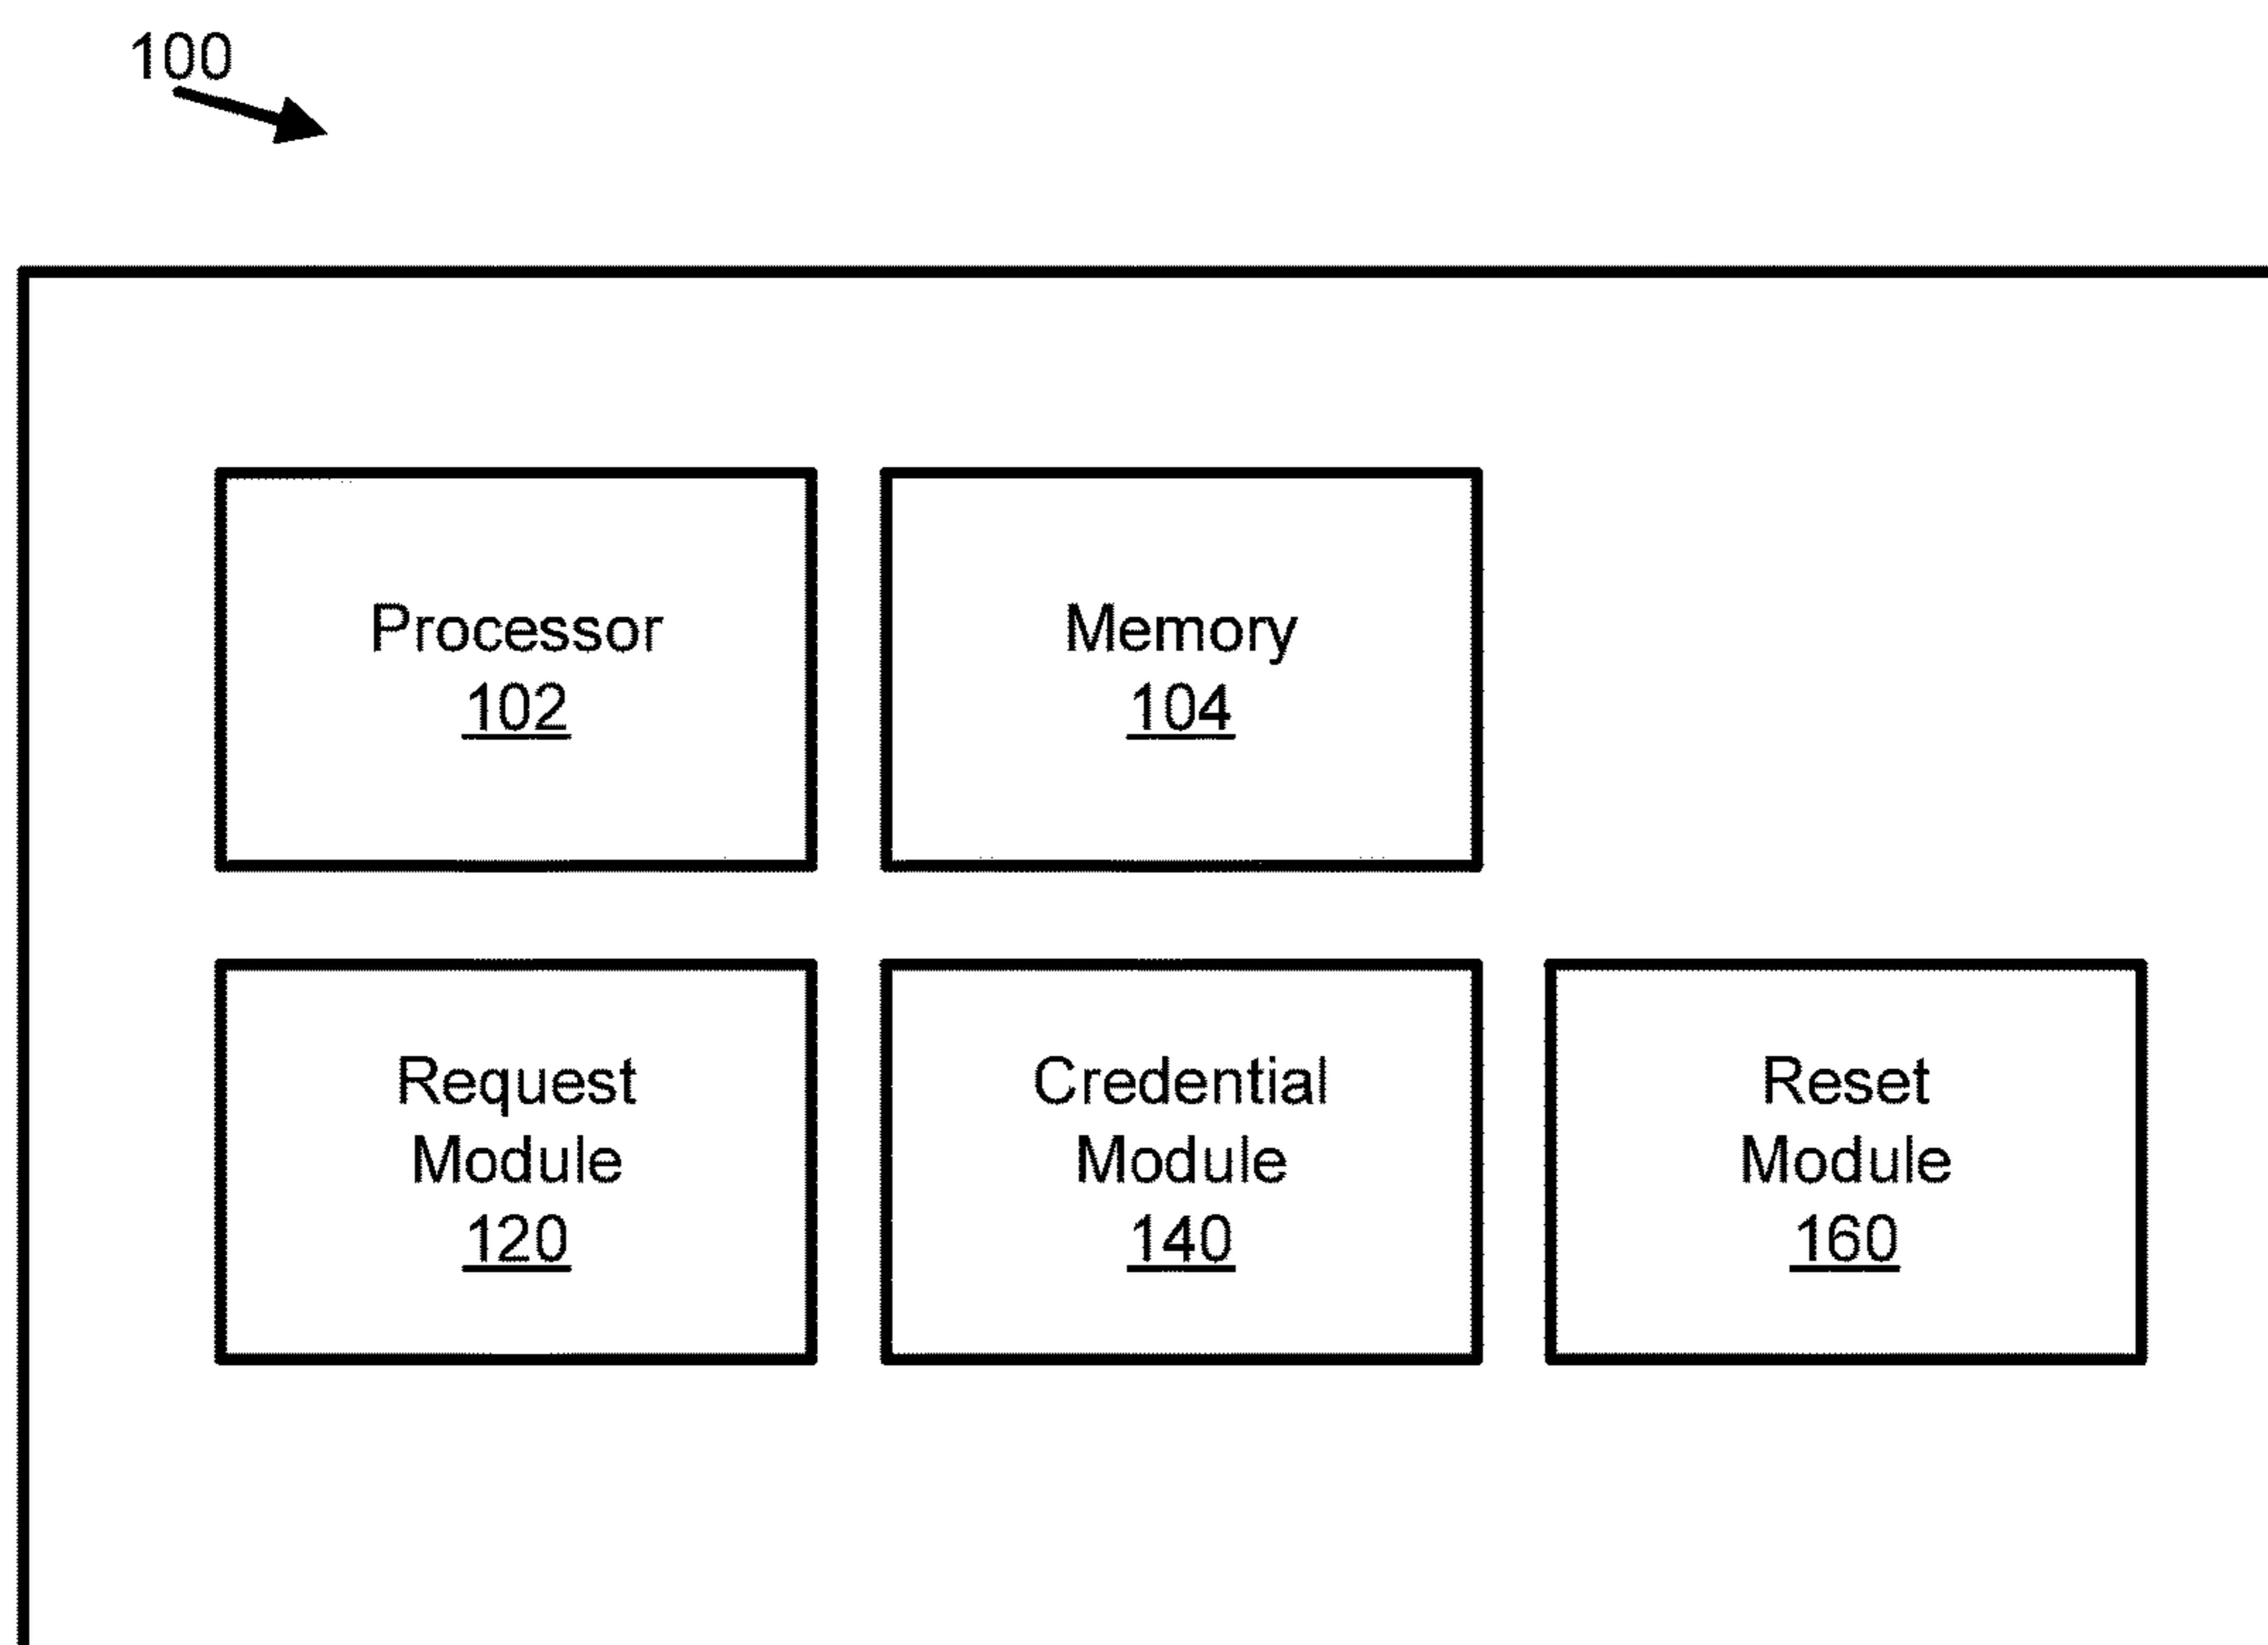 100
Processor
102
Memory
104
Request
Module
120
Credential
Module
140
Reset
Module
160